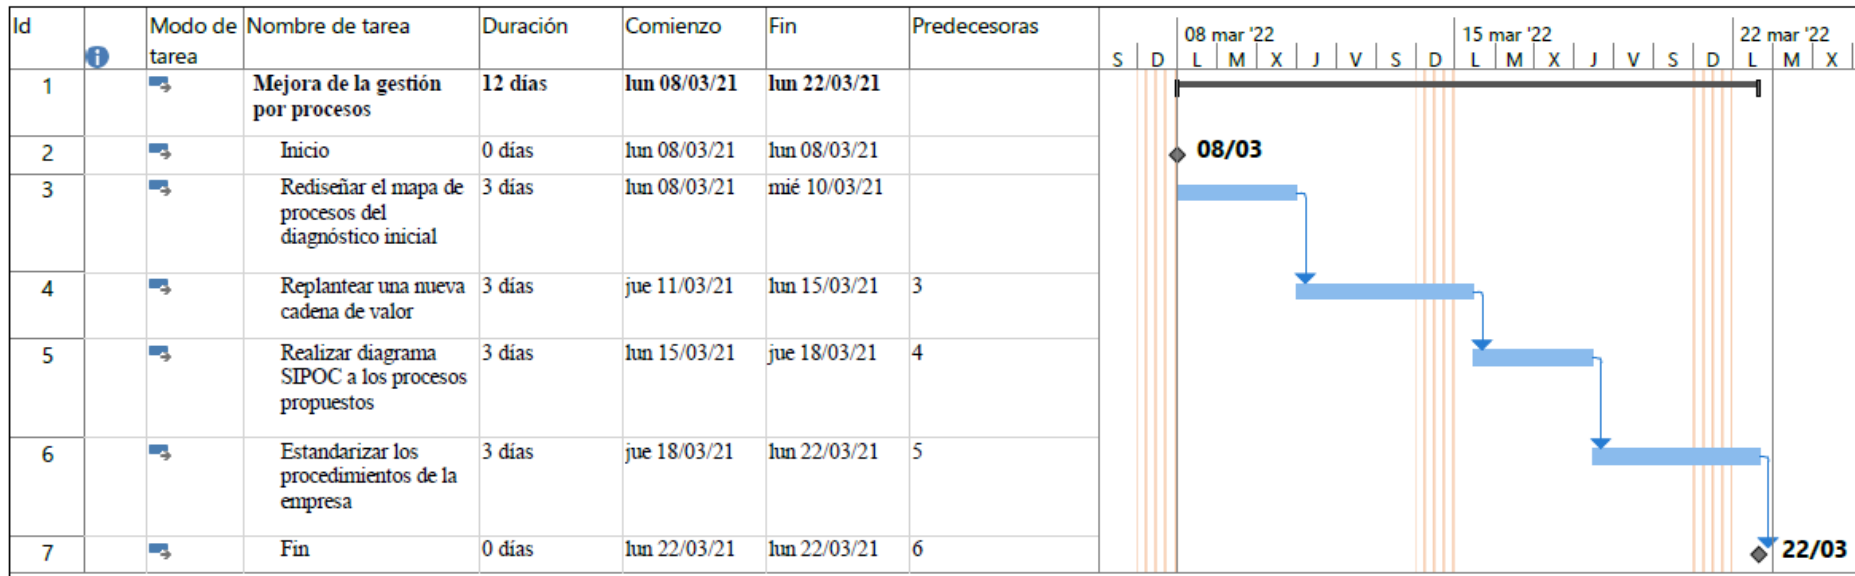 Id Modo de tarea Nombre de tarea Duración Comienzo Fin Predecesoras
08 mar '22 15 mar '22 22 mar '22
S D L M X J V S D L M X J V S D L M X
1 Mejora de la gestión por procesos 12 días lun 08/03/21 lun 22/03/21
2 Inicio 0 días lun 08/03/21 lun 08/03/21
08/03
3 Rediseñar el mapa de procesos del diagnóstico inicial 3 días lun 08/03/21 mié 10/03/21
4 Replantear una nueva cadena de valor 3 días jue 11/03/21 lun 15/03/21 3
5 Realizar diagrama SIPOC a los procesos propuestos 3 días lun 15/03/21 jue 18/03/21 4
6 Estandarizar los procedimientos de la empresa 3 días jue 18/03/21 lun 22/03/21 5
7 Fin 0 días lun 22/03/21 lun 22/03/21 6
22/03